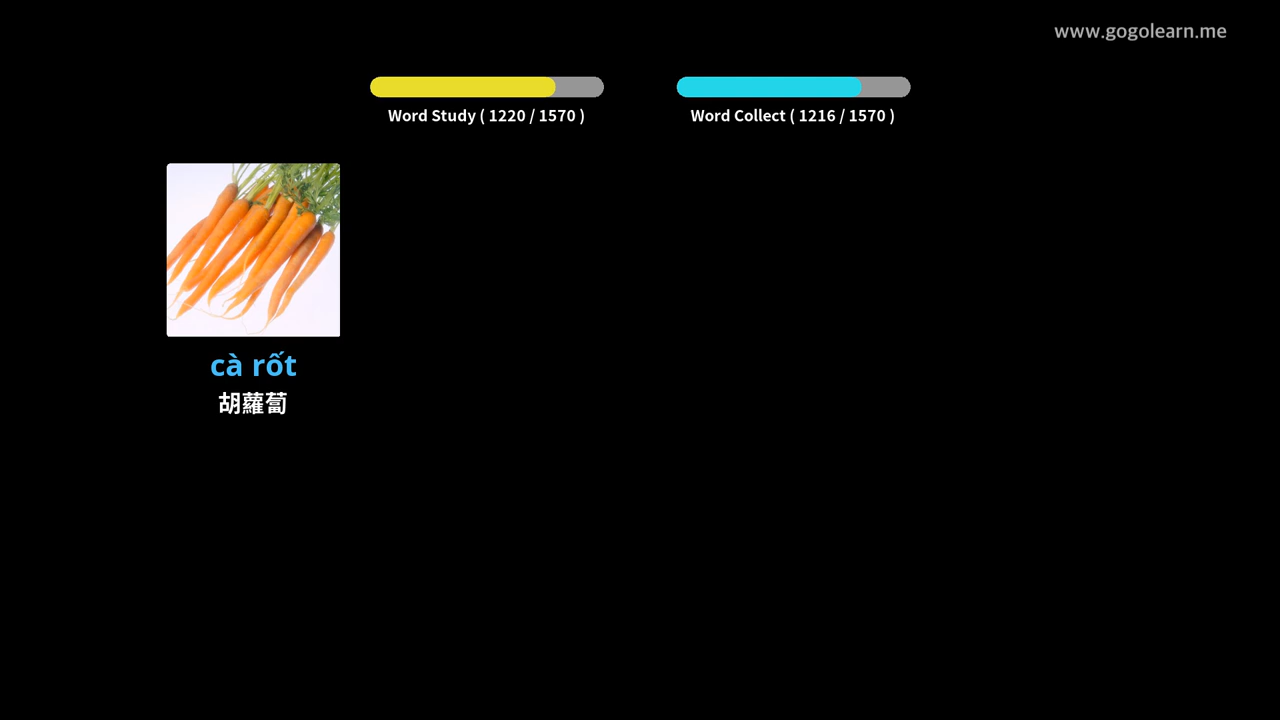 www.gogolearn.me
Word Study ( 1220 / 1570 )
Word Collect ( 1216 / 1570 )
cà rốt
胡蘿蔔